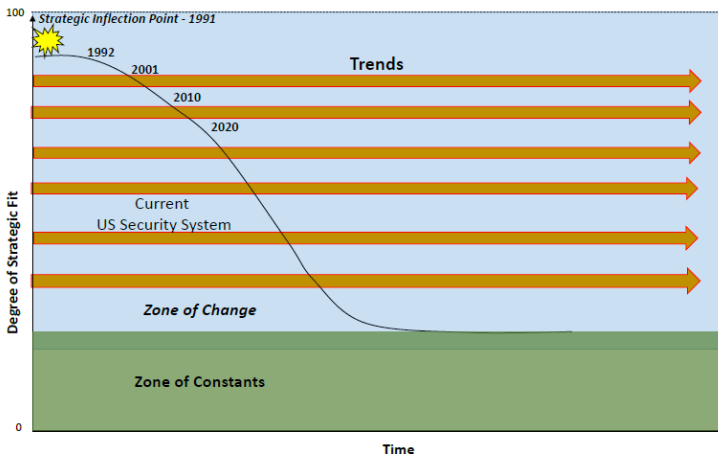 100
Strategic Inflection Point - 1991
1992
2001
2010
2020
Trends
Current
US Security System
Zone of Change
Zone of Constants
Degree of Strategic Fit
0
Time